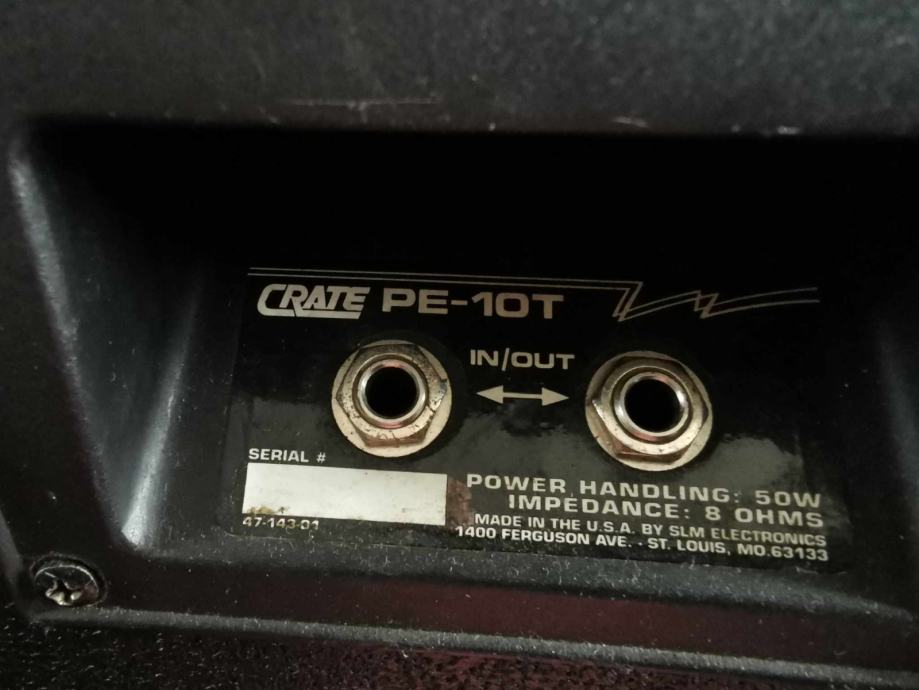 CRATE PE-10T
IN/OUT
SERIAL #
47-143-01
POWER HANDLING: 50W
IMPEDANCE: 8 OHMS
MADE IN THE U.S.A. BY SLM ELECTRONICS
1400 FERGUSON AVE. · ST. LOUIS, MO. 63133